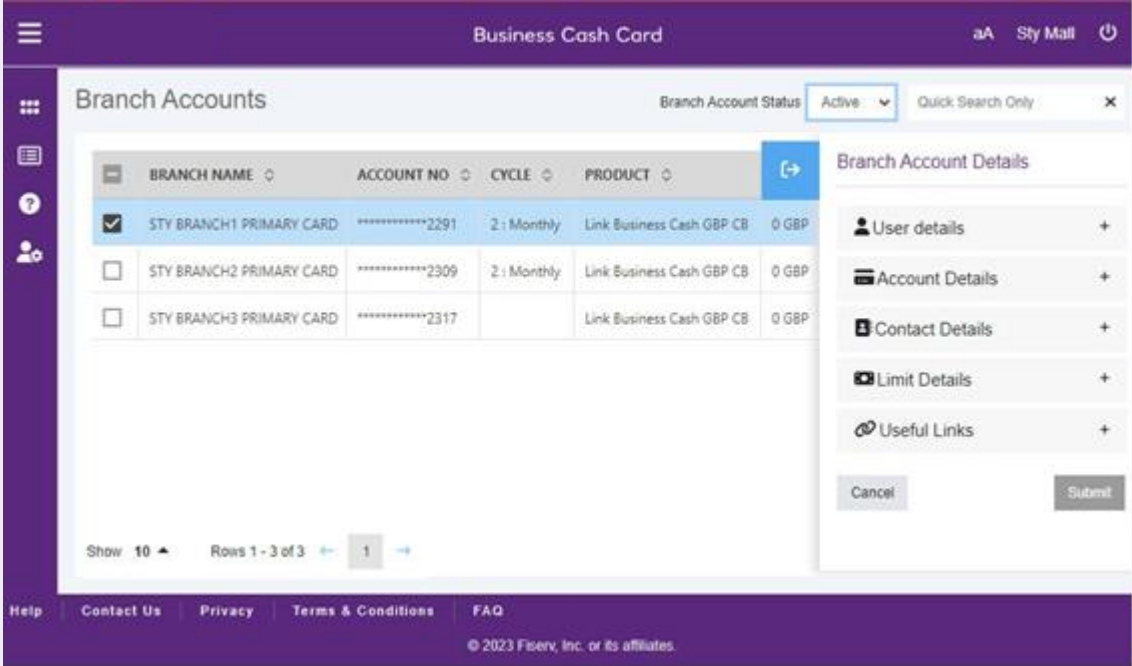 Business Cash Card
aA Sty Mall
Branch Accounts
Branch Account Status Active Quick Search Only ×
BRANCH NAME ACCOUNT NO CYCLE PRODUCT
STY BRANCH1 PRIMARY CARD ************2291 2 : Monthly Link Business Cash GBP CB 0 GBP
STY BRANCH2 PRIMARY CARD ************2309 2 : Monthly Link Business Cash GBP CB 0 GBP
STY BRANCH3 PRIMARY CARD ************2317 Link Business Cash GBP CB 0 GBP
Branch Account Details
User details +
Account Details +
Contact Details +
Limit Details +
Useful Links +
Cancel Submit
Show 10 Rows 1 - 3 of 3 ← 1 →
Help Contact Us Privacy Terms & Conditions FAQ
© 2023 Fiserv, Inc. or its affiliates.